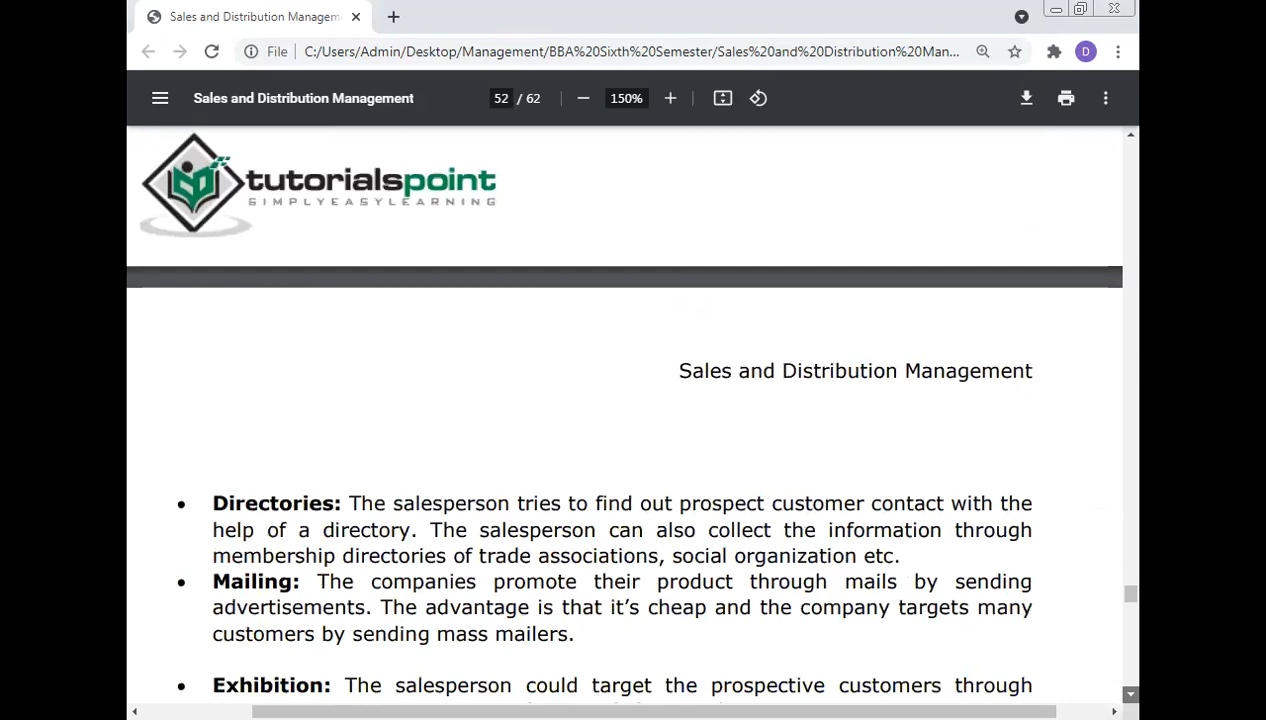 Sales and Distribution Managem
File C:/Users/Admin/Desktop/Management/BBA%20Sixth%20Semester/Sales%20and%20Distribution%20Man...
D
Sales and Distribution Management 52 / 62 150%
tutorialspoint
SIMPLYEASYLEARNING
Sales and Distribution Management
• Directories: The salesperson tries to find out prospect customer contact with the
help of a directory. The salesperson can also collect the information through
membership directories of trade associations, social organization etc.
• Mailing: The companies promote their product through mails by sending
advertisements. The advantage is that it’s cheap and the company targets many
customers by sending mass mailers.
• Exhibition: The salesperson could target the prospective customers through